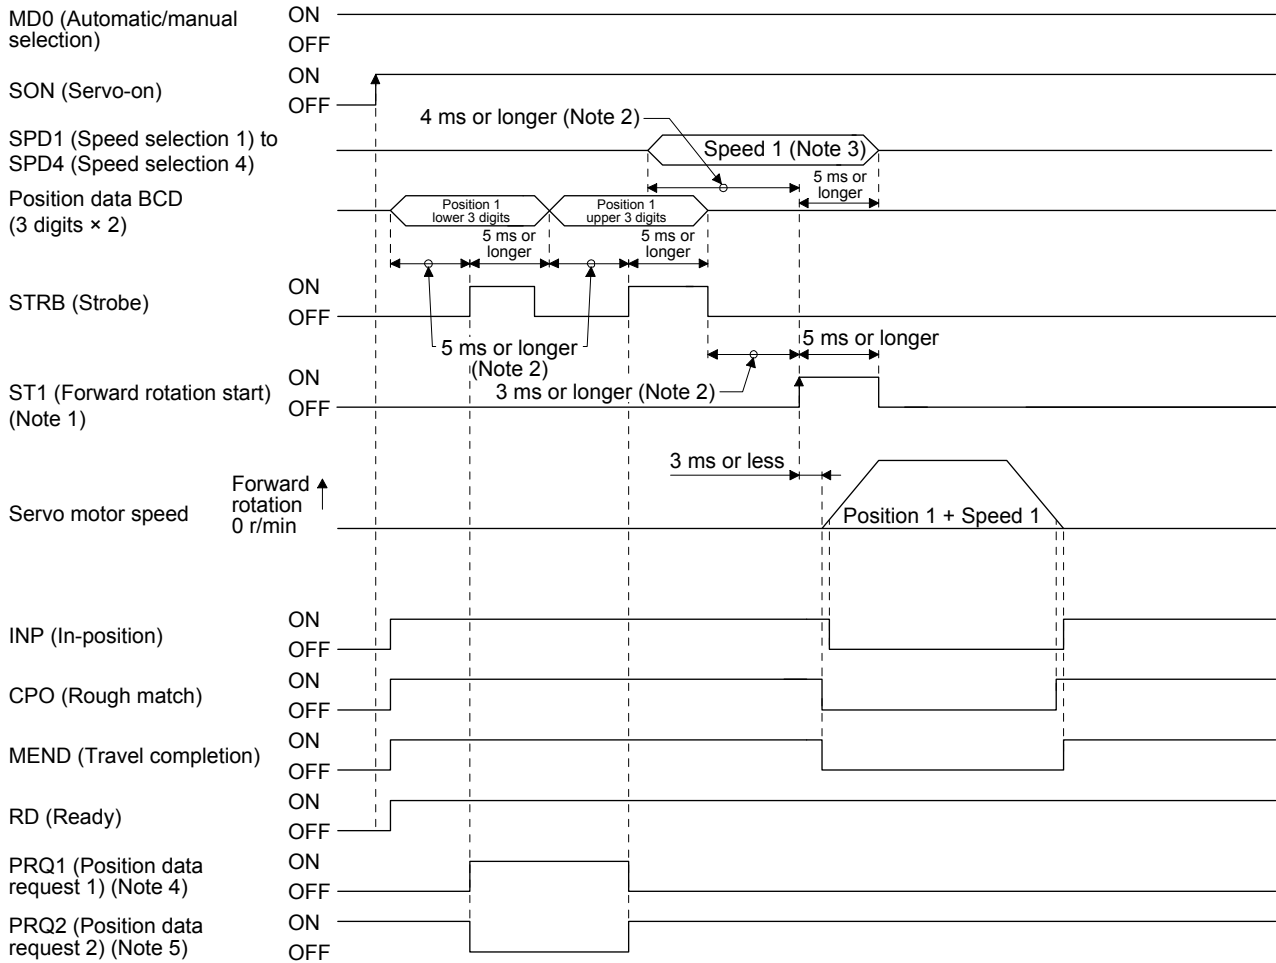 MD0 (Automatic/manual
selection)
ON
OFF
SON (Servo-on)
ON
OFF
4 ms or longer (Note 2)
SPD1 (Speed selection 1) to
SPD4 (Speed selection 4)
Speed 1 (Note 3)
5 ms or
longer
Position data BCD
(3 digits × 2)
Position 1
lower 3 digits
Position 1
upper 3 digits
5 ms or
longer
5 ms or
longer
STRB (Strobe)
ON
OFF
5 ms or longer
(Note 2)
5 ms or longer
3 ms or longer (Note 2)
ST1 (Forward rotation start)
(Note 1)
ON
OFF
3 ms or less
Servo motor speed
Forward
rotation
0 r/min
Position 1 + Speed 1
INP (In-position)
ON
OFF
CPO (Rough match)
ON
OFF
MEND (Travel completion)
ON
OFF
RD (Ready)
ON
OFF
PRQ1 (Position data
request 1) (Note 4)
ON
OFF
PRQ2 (Position data
request 2) (Note 5)
ON
OFF